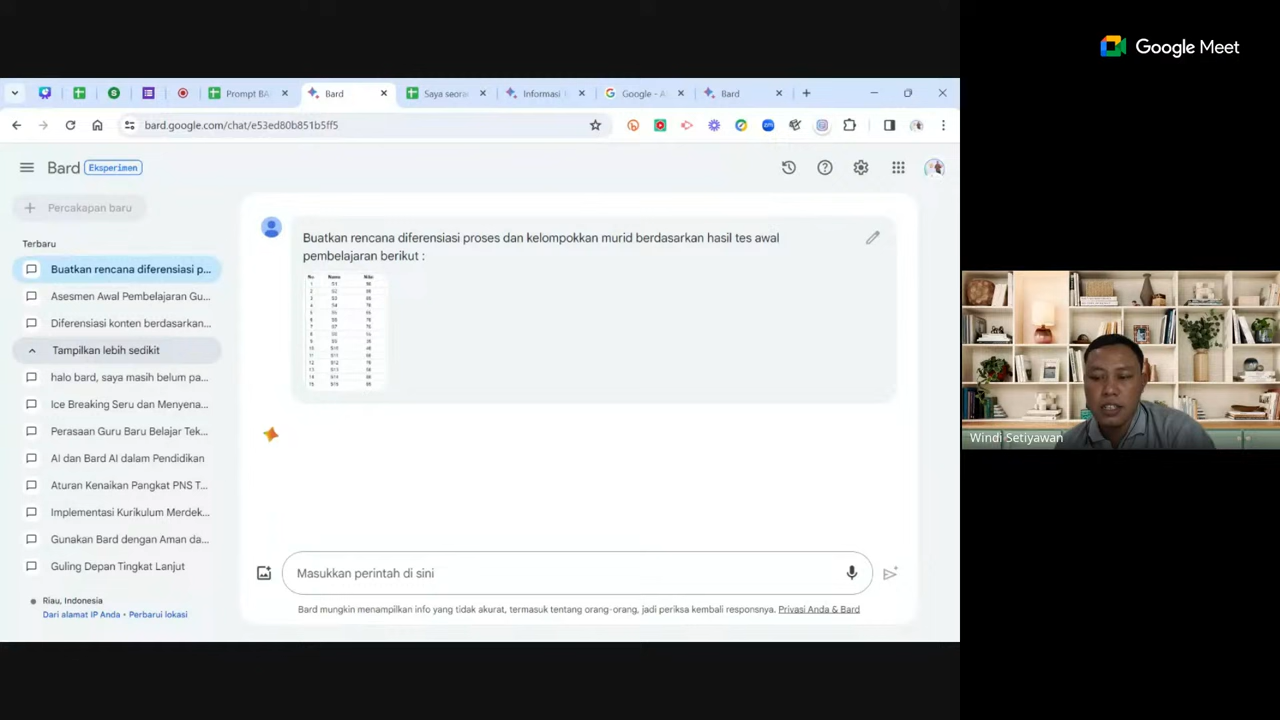 Google Meet
Prompt BA
Bard
Saya seora
Informasi
Google - A
Bard
bard.google.com/chat/e53ed80b851b5ff5
Bard
Eksperimen
Percakapan baru
Terbaru
Buatkan rencana diferensiasi p...
Asesmen Awal Pembelajaran Gu...
Diferensiasi konten berdasarkan...
Tampilkan lebih sedikit
halo bard, saya masih belum pa...
Ice Breaking Seru dan Menyena...
Perasaan Guru Baru Belajar Tek...
AI dan Bard AI dalam Pendidikan
Aturan Kenaikan Pangkat PNS T...
Implementasi Kurikulum Merdek...
Gunakan Bard dengan Aman da...
Guling Depan Tingkat Lanjut
Riau, Indonesia
Dari alamat IP Anda • Perbarui lokasi
Buatkan rencana diferensiasi proses dan kelompokkan murid berdasarkan hasil tes awal
pembelajaran berikut :
No Nama Nilai
Masukkan perintah di sini
Bard mungkin menampilkan info yang tidak akurat, termasuk tentang orang-orang, jadi periksa kembali responsnya. Privasi Anda & Bard
Windi Setiyawan